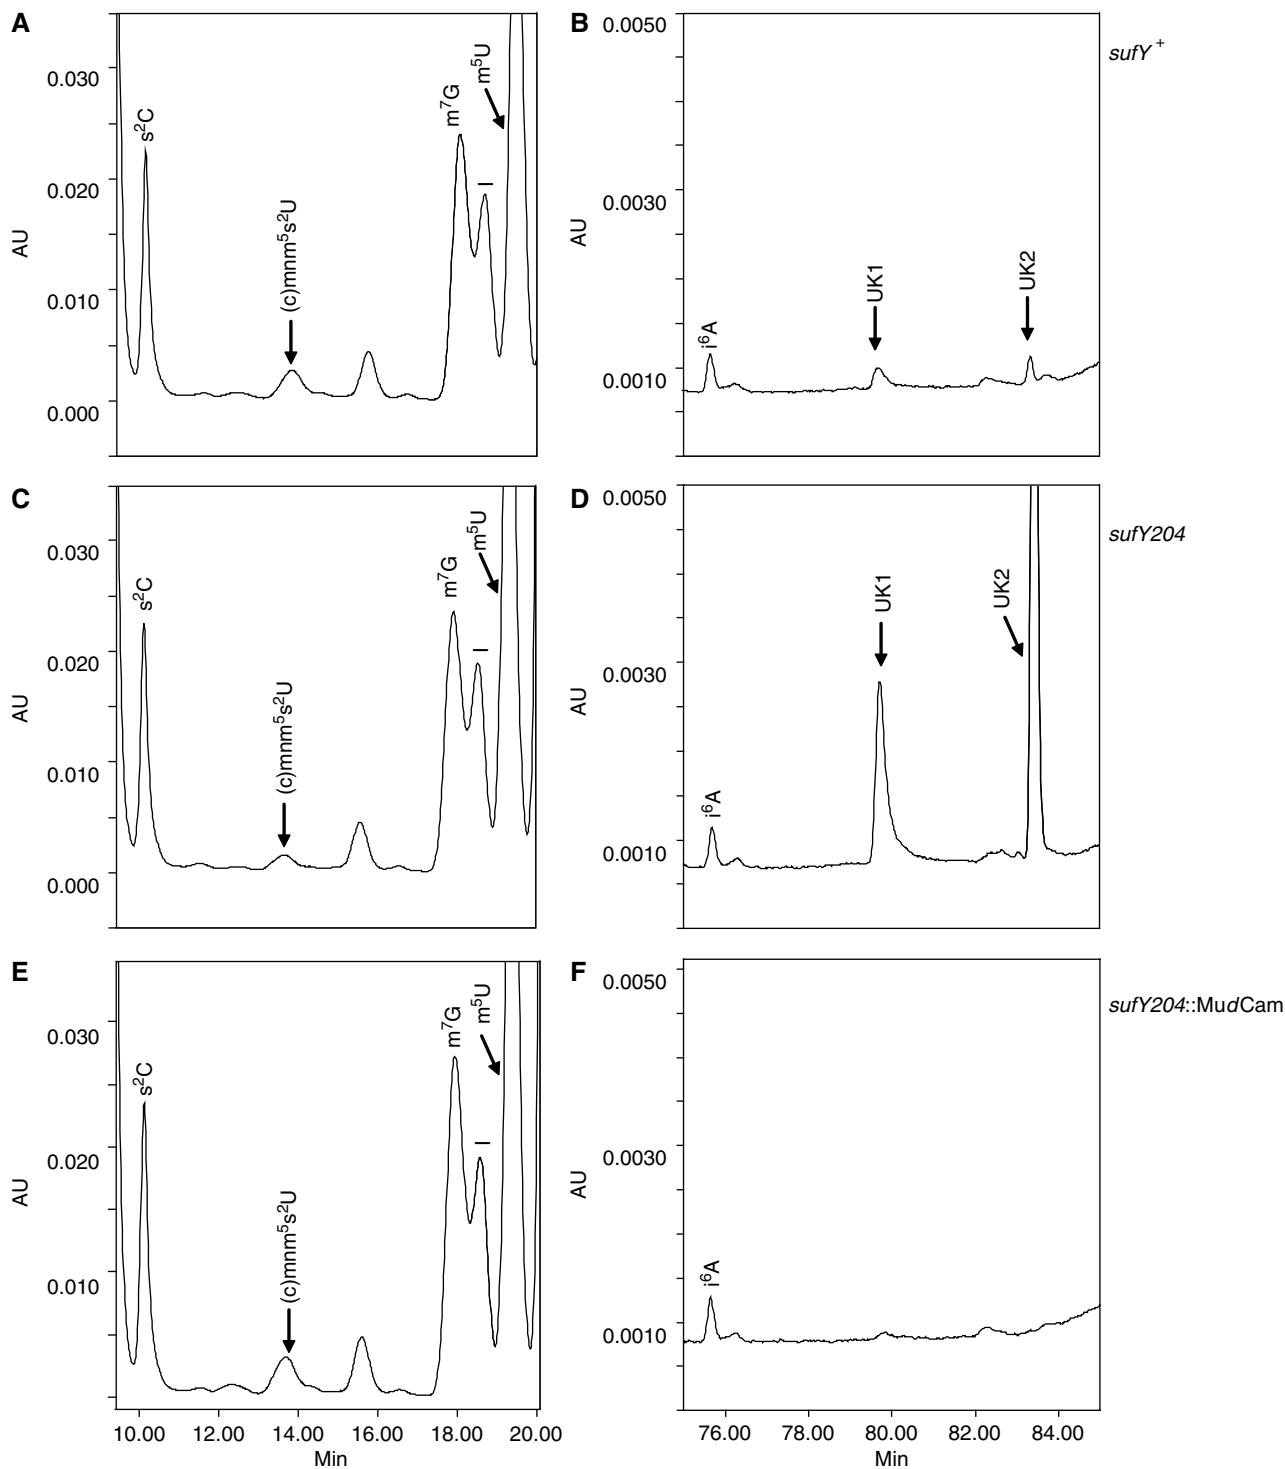 A
AU
0.030
0.020
0.010
0.000
s²C
(c)mnm⁵s²U
m⁷G
I
m⁵U
B
AU
0.0050
0.0030
0.0010
i⁶A
UK1
UK2
sufY⁺
C
AU
0.030
0.020
0.010
0.000
s²C
(c)mnm⁵s²U
m⁷G
I
m⁵U
D
AU
0.0050
0.0030
0.0010
i⁶A
UK1
UK2
sufY204
E
AU
0.030
0.020
0.010
s²C
(c)mnm⁵s²U
m⁷G
I
m⁵U
10.00 12.00 14.00 16.00 18.00 20.00
Min
F
AU
0.0050
0.0030
0.0010
i⁶A
sufY204::MudCam
76.00 78.00 80.00 82.00 84.00
Min